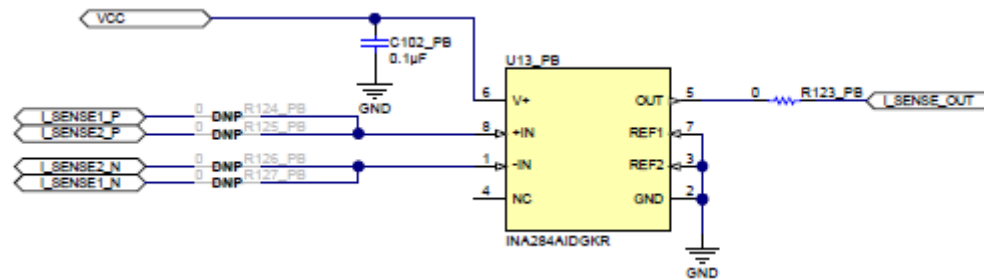 VCC
C102_PB
0.1µF
GND
U13_PB
6 V+ OUT 5 0 R123_PB I_SENSE_OUT
I_SENSE1_P 0 DNP R124_PB
I_SENSE2_P 0 DNP R125_PB 8 +IN REF1 7
I_SENSE2_N 0 DNP R126_PB 1 -IN REF2 3
I_SENSE1_N 0 DNP R127_PB
4 NC GND 2
INA284AIDGKR
GND